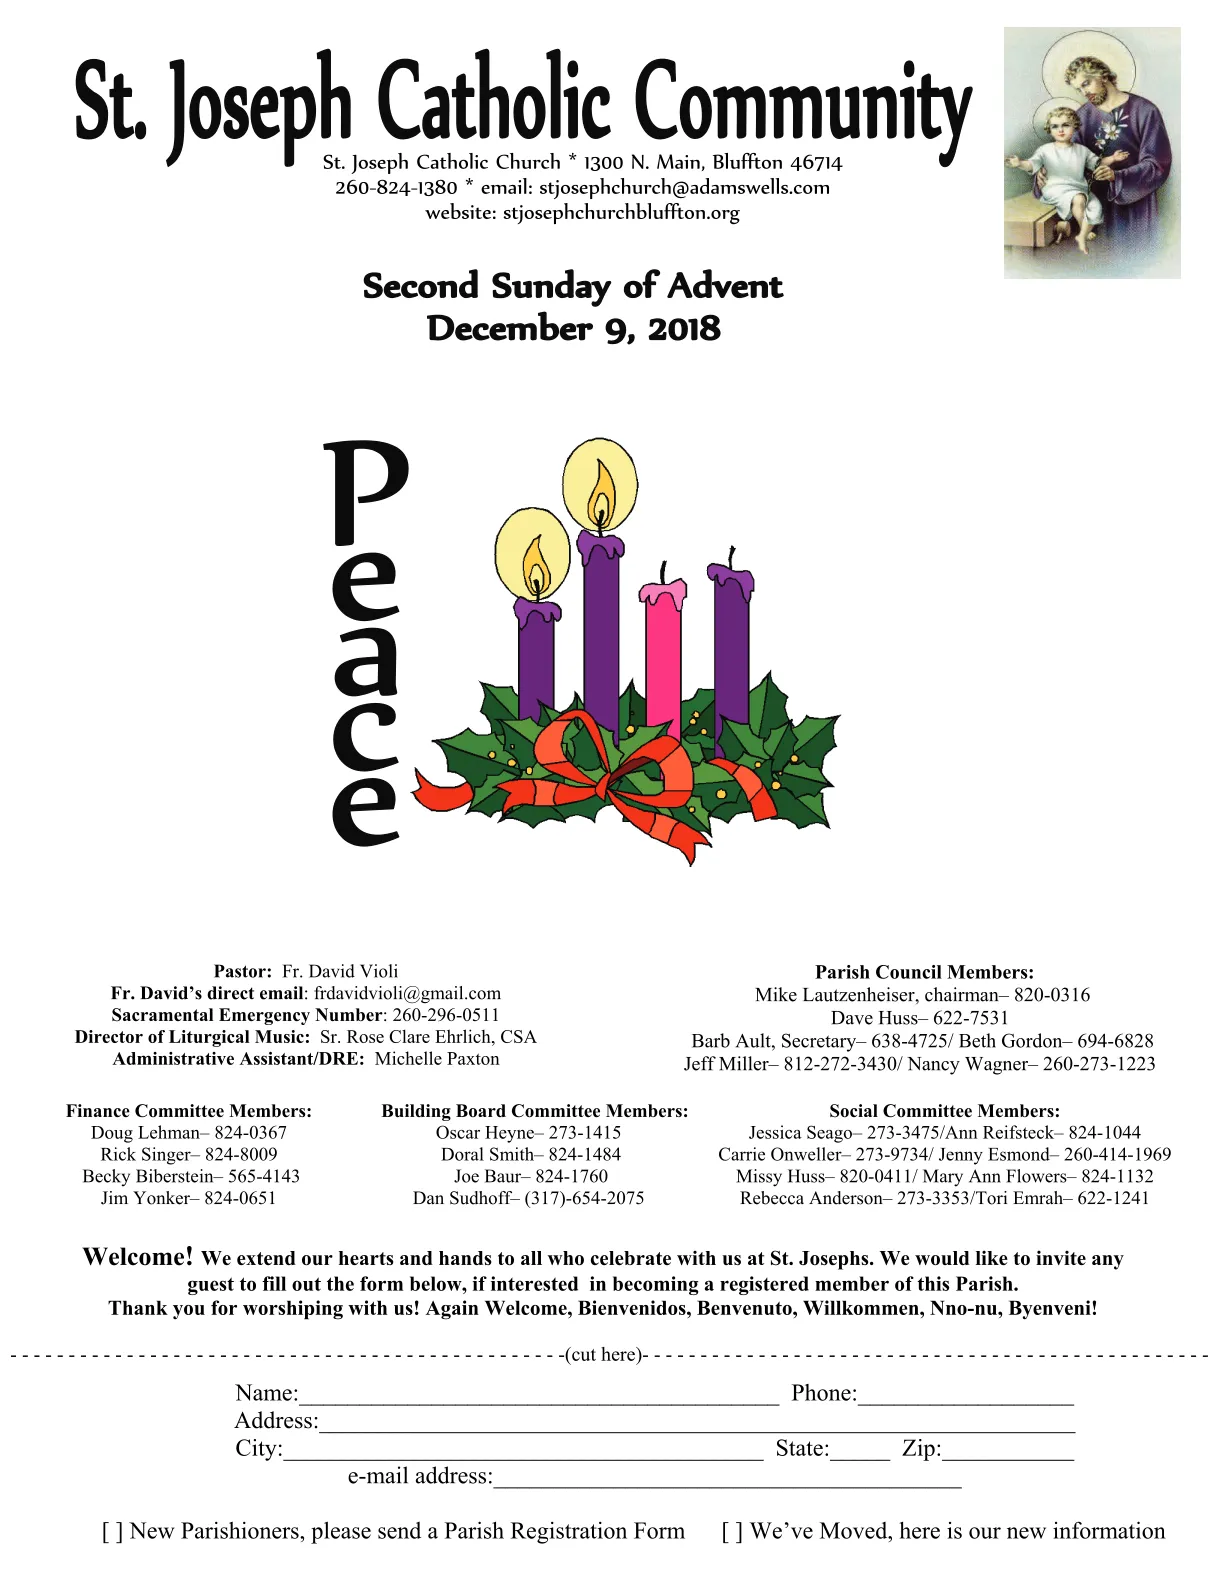 St. Joseph Catholic Community
St. Joseph Catholic Church * 1300 N. Main, Bluffton 46714
260-824-1380 * email: stjosephchurch@adamswells.com
website: stjosephchurchbluffton.org
Second Sunday of Advent
December 9, 2018
Peace
Pastor: Fr. David Violi
Fr. David’s direct email: frdavidvioli@gmail.com
Sacramental Emergency Number: 260-296-0511
Director of Liturgical Music: Sr. Rose Clare Ehrlich, CSA
Administrative Assistant/DRE: Michelle Paxton
Parish Council Members:
Mike Lautzenheiser, chairman– 820-0316
Dave Huss– 622-7531
Barb Ault, Secretary– 638-4725/ Beth Gordon– 694-6828
Jeff Miller– 812-272-3430/ Nancy Wagner– 260-273-1223
Finance Committee Members:
Doug Lehman– 824-0367
Rick Singer– 824-8009
Becky Biberstein– 565-4143
Jim Yonker– 824-0651
Building Board Committee Members:
Oscar Heyne– 273-1415
Doral Smith– 824-1484
Joe Baur– 824-1760
Dan Sudhoff– (317)-654-2075
Social Committee Members:
Jessica Seago– 273-3475/Ann Reifsteck– 824-1044
Carrie Onweller– 273-9734/ Jenny Esmond– 260-414-1969
Missy Huss– 820-0411/ Mary Ann Flowers– 824-1132
Rebecca Anderson– 273-3353/Tori Emrah– 622-1241
Welcome! We extend our hearts and hands to all who celebrate with us at St. Josephs. We would like to invite any
guest to fill out the form below, if interested in becoming a registered member of this Parish.
Thank you for worshiping with us! Again Welcome, Bienvenidos, Benvenuto, Willkommen, Nno-nu, Byenveni!
- - - - - - - - - - - - - - - - - - - - - - - - - - - - - - - - - - - - - - - - - - - - - - - -(cut here)- - - - - - - - - - - - - - - - - - - - - - - - - - - - - - - - - - - - - - - - - - - - - - - - -
Name:________________________________________ Phone:__________________
Address:_______________________________________________________________
City:________________________________________ State:_____ Zip:___________
e-mail address:_______________________________________
[ ] New Parishioners, please send a Parish Registration Form [ ] We’ve Moved, here is our new information